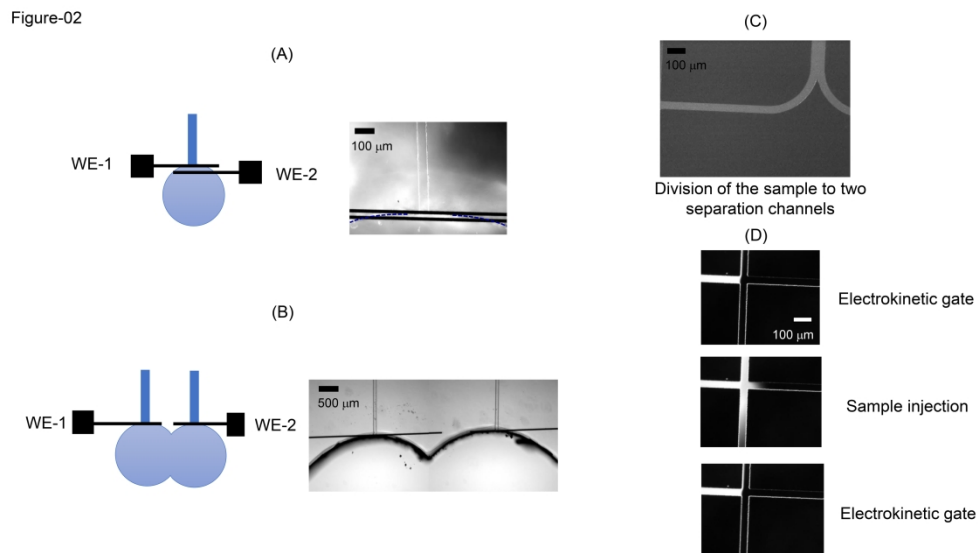 Figure-02
(A)
WE-1
WE-2
100 μm
(B)
WE-1
WE-2
500 μm
(C)
100 μm
Division of the sample to two
separation channels
(D)
Electrokinetic gate
100 μm
Sample injection
Electrokinetic gate